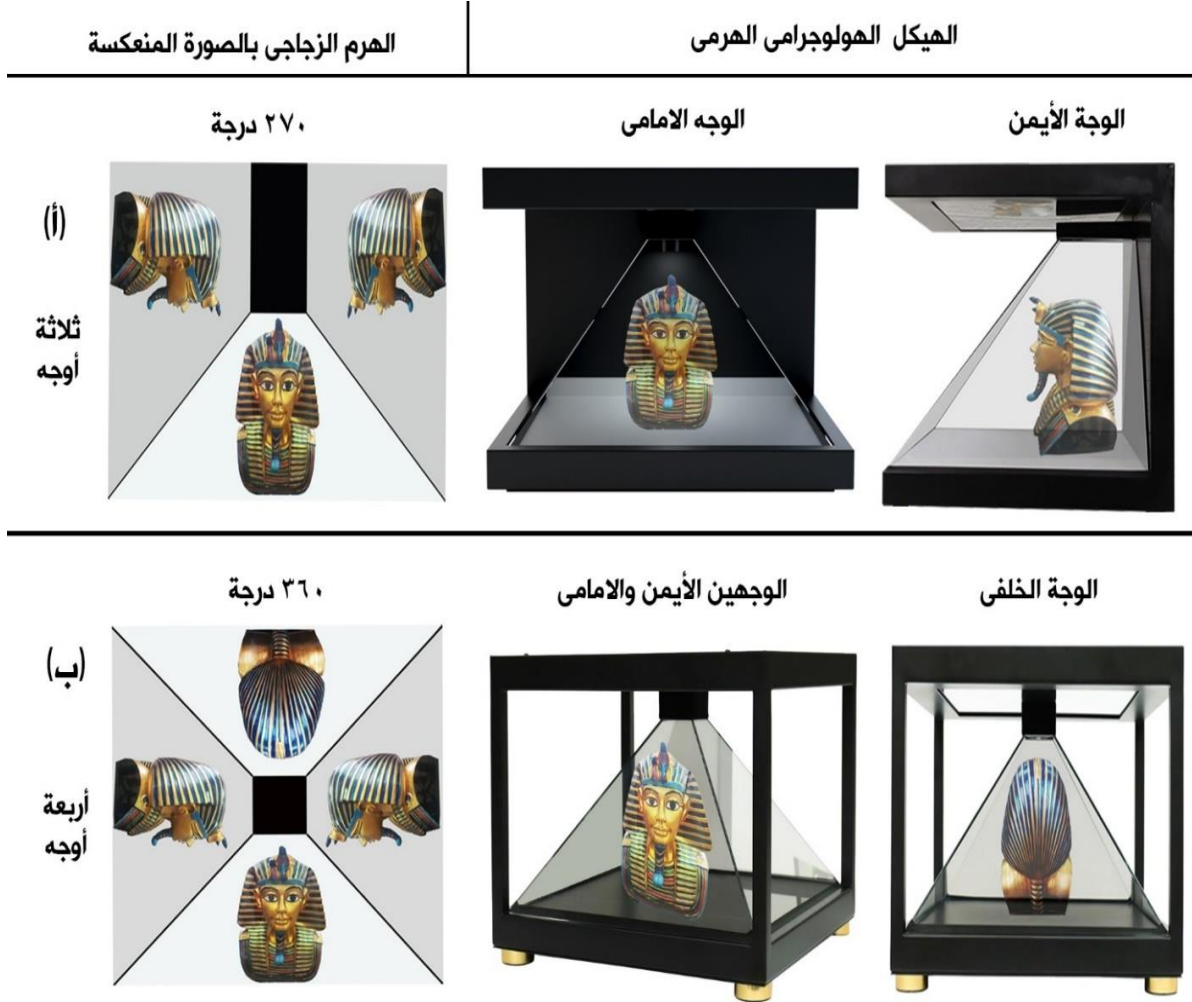 الهيكل الهولوجرامى الهرمى
الهرم الزجاجى بالصورة المنعكسة
الوجة الأيمن
الوجه الامامى
٢٧٠ درجة
(أ)
ثلاثة
أوجه
الوجة الخلفى
الوجهين الأيمن والامامى
٣٦٠ درجة
(ب)
أربعة
أوجه